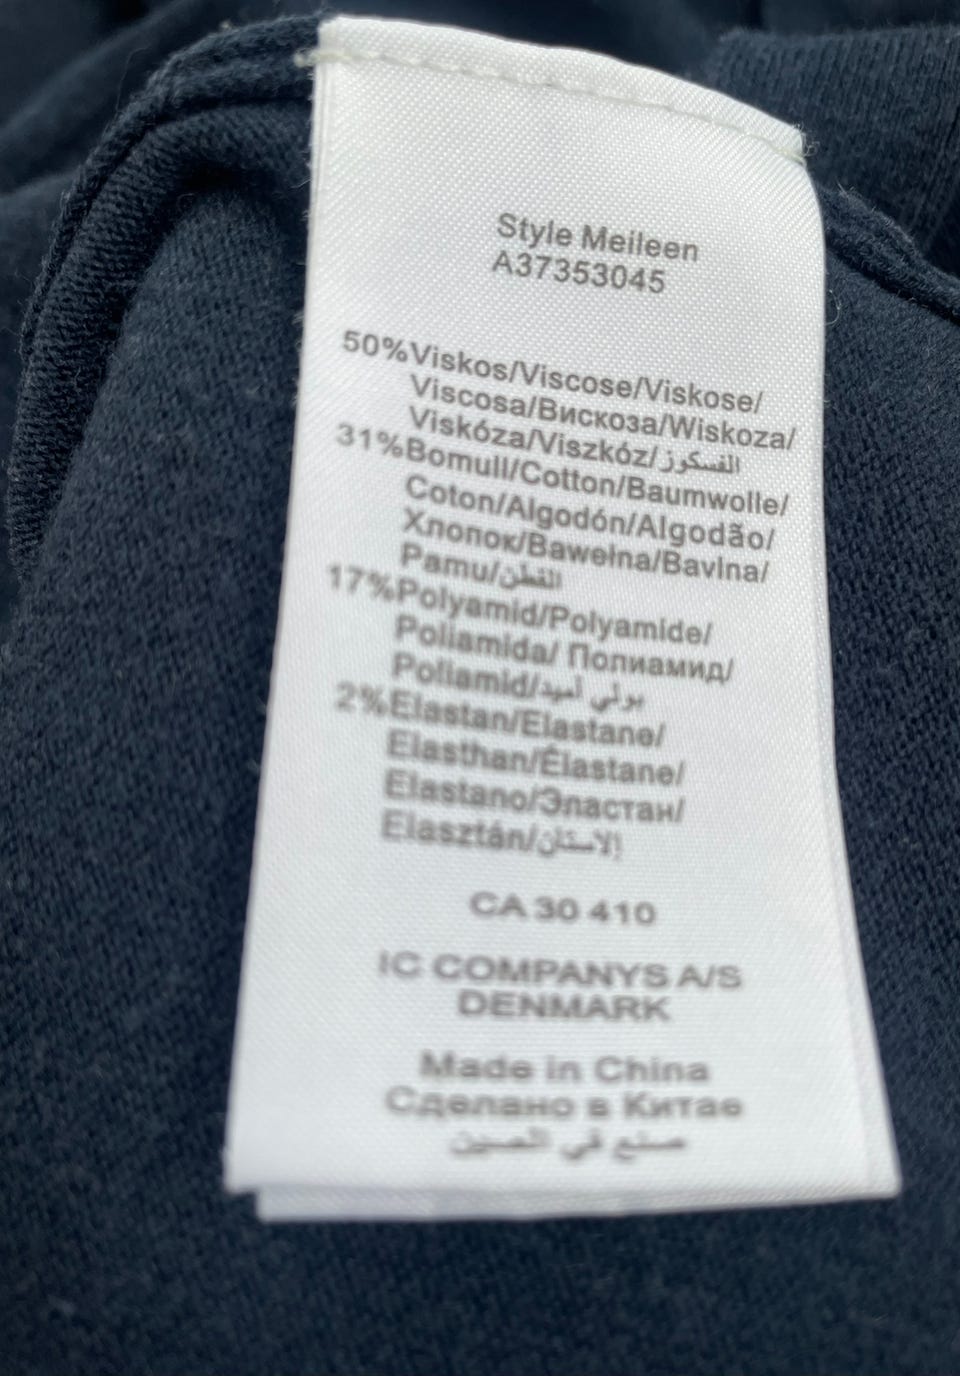 Style Meileen
A37353045
50%Viskos/Viscose/Viskose/
Viscosa/Вискоза/Wiskoza/
Viskóza/Viszkóz/الفسكوز
31%Bomull/Cotton/Baumwolle/
Coton/Algodón/Algodão/
Хлопок/Bawełna/Bavlna/
Pamu/القطن
17%Polyamid/Polyamide/
Poliamida/ Полиамид/
Poliamid/بولي أميد
2%Elastan/Elastane/
Elasthan/Élastane/
Elastano/Эластан/
Elasztán/إلاستان
CA 30 410
IC COMPANYS A/S
DENMARK
Made in China
Сделано в Китае
صنع في الصين